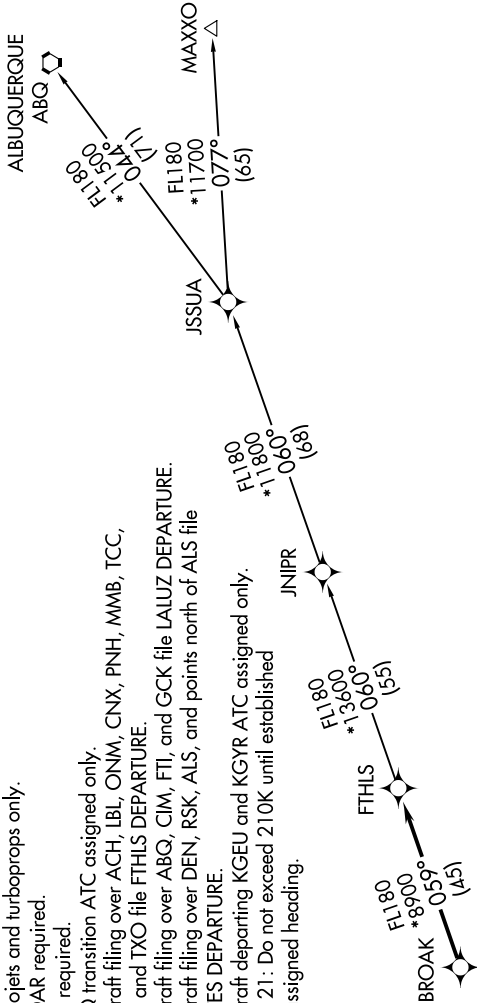 ALBUQUERQUE
ABQ
MAXXO
FL180
*11500
044°
(71)
FL180
*11700
077°
(65)
JSSUA
FL180
*11800
060°
(68)
JNIPR
FL180
*13600
060°
(55)
FTHLS
FL180
*8900
059°
(45)
BROAK
ojets and turboprops only.
AR required.
required.
transition ATC assigned only.
raft filing over ACH, LBL, ONM, CNX, PNH, MMB, TCC,
and TXO file FTHLS DEPARTURE.
raft filing over ABQ, CIM, FTI, and GCK file LALUZ DEPARTURE.
raft filing over DEN, RSK, ALS, and points north of ALS file
ES DEPARTURE.
raft departing KGEU and KGYR ATC assigned only.
21: Do not exceed 210K until established
ssigned heading.